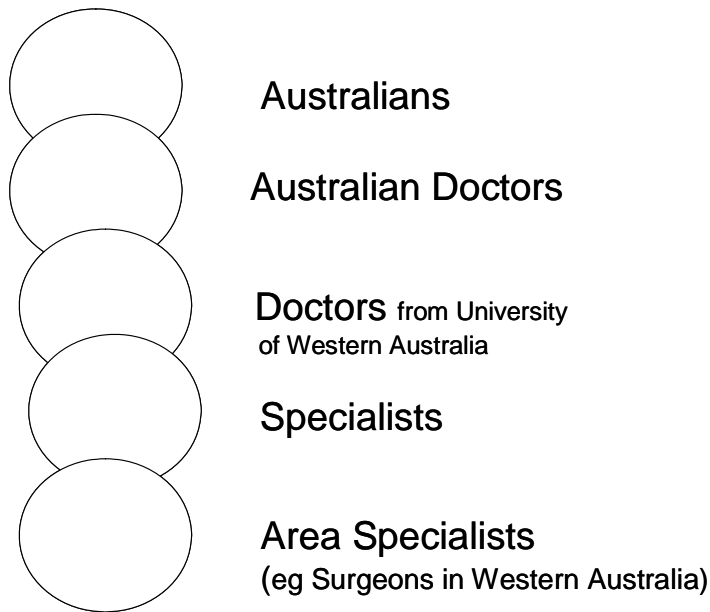 Australians
Australian Doctors
Doctors from University
of Western Australia
Specialists
Area Specialists
(eg Surgeons in Western Australia)